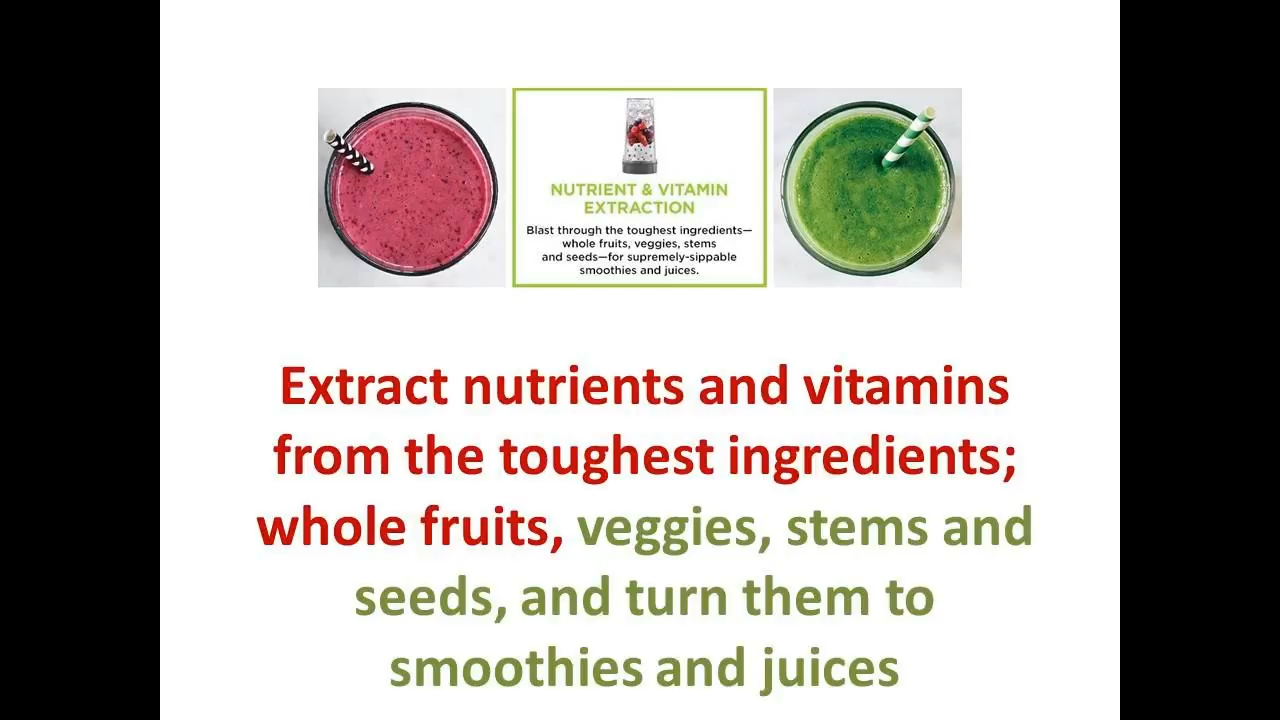 NUTRIENT & VITAMIN
EXTRACTION
Blast through the toughest ingredients—
whole fruits, veggies, stems
and seeds—for supremely-sippable
smoothies and juices.
Extract nutrients and vitamins
from the toughest ingredients;
whole fruits, veggies, stems and
seeds, and turn them to
smoothies and juices